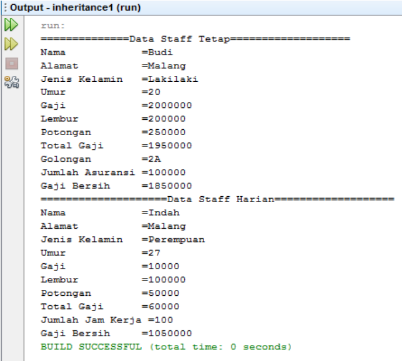 Output - inheritance1 (run)
run:
==============Data Staff Tetap===================
Nama =Budi
Alamat =Malang
Jenis Kelamin =Lakilaki
Umur =20
Gaji =2000000
Lembur =200000
Potongan =250000
Total Gaji =1950000
Golongan =2A
Jumlah Asuransi =100000
Gaji Bersih =1850000
====================Data Staff Harian===================
Nama =Indah
Alamat =Malang
Jenis Kelamin =Perempuan
Umur =27
Gaji =10000
Lembur =100000
Potongan =50000
Total Gaji =60000
Jumlah Jam Kerja =100
Gaji Bersih =1050000
BUILD SUCCESSFUL (total time: 0 seconds)